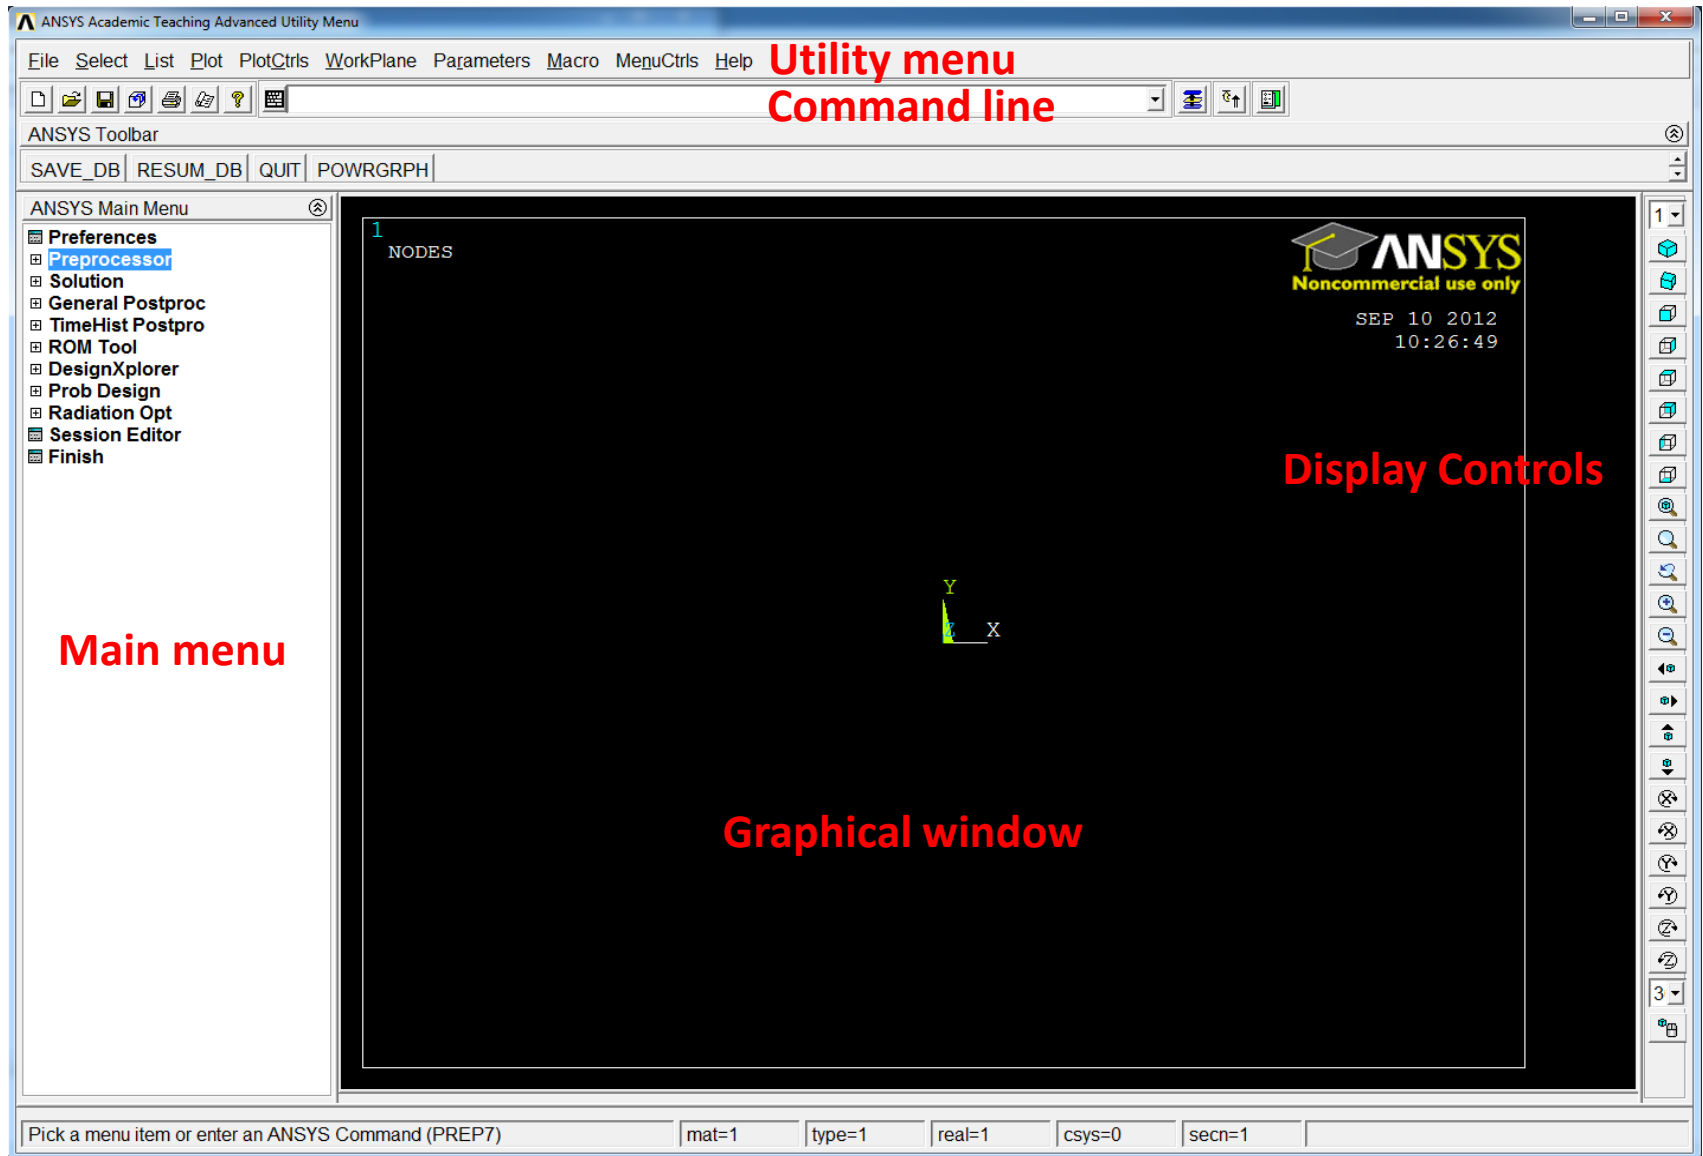 ANSYS Academic Teaching Advanced Utility Menu
File Select List Plot PlotCtrls WorkPlane Parameters Macro MenuCtrls Help Utility menu
Command line
ANSYS Toolbar
SAVE_DB RESUM_DB QUIT POWRGRPH
ANSYS Main Menu
Preferences
Preprocessor
Solution
General Postproc
TimeHist Postpro
ROM Tool
DesignXplorer
Prob Design
Radiation Opt
Session Editor
Finish
Main menu
1
NODES
ANSYS
Noncommercial use only
SEP 10 2012
10:26:49
Display Controls
Y
Z X
Graphical window
1
X
X
Y
Y
Z
Z
3
Pick a menu item or enter an ANSYS Command (PREP7) mat=1 type=1 real=1 csys=0 secn=1